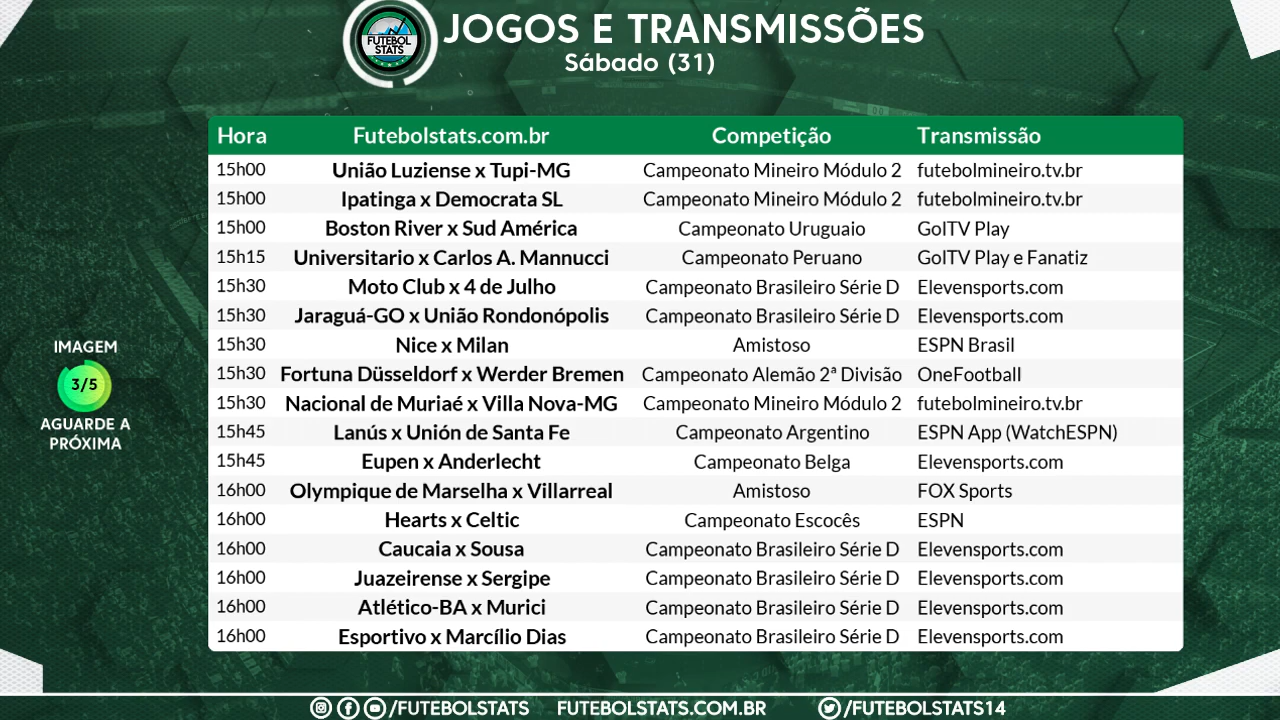 FUTEBOL
STATS
JOGOS E TRANSMISSÕES
Sábado (31)
Hora Futebolstats.com.br Competição Transmissão
15h00 União Luziense x Tupi-MG Campeonato Mineiro Módulo 2 futebolmineiro.tv.br
15h00 Ipatinga x Democrata SL Campeonato Mineiro Módulo 2 futebolmineiro.tv.br
15h00 Boston River x Sud América Campeonato Uruguaio GolTV Play
15h15 Universitario x Carlos A. Mannucci Campeonato Peruano GolTV Play e Fanatiz
15h30 Moto Club x 4 de Julho Campeonato Brasileiro Série D Elevensports.com
15h30 Jaraguá-GO x União Rondonópolis Campeonato Brasileiro Série D Elevensports.com
15h30 Nice x Milan Amistoso ESPN Brasil
15h30 Fortuna Düsseldorf x Werder Bremen Campeonato Alemão 2ª Divisão OneFootball
15h30 Nacional de Muriaé x Villa Nova-MG Campeonato Mineiro Módulo 2 futebolmineiro.tv.br
15h45 Lanús x Unión de Santa Fe Campeonato Argentino ESPN App (WatchESPN)
15h45 Eupen x Anderlecht Campeonato Belga Elevensports.com
16h00 Olympique de Marselha x Villarreal Amistoso FOX Sports
16h00 Hearts x Celtic Campeonato Escocês ESPN
16h00 Caucaia x Sousa Campeonato Brasileiro Série D Elevensports.com
16h00 Juazeirense x Sergipe Campeonato Brasileiro Série D Elevensports.com
16h00 Atlético-BA x Murici Campeonato Brasileiro Série D Elevensports.com
16h00 Esportivo x Marcílio Dias Campeonato Brasileiro Série D Elevensports.com
IMAGEM
3/5
AGUARDE A
PRÓXIMA
/FUTEBOLSTATS FUTEBOLSTATS.COM.BR /FUTEBOLSTATS14